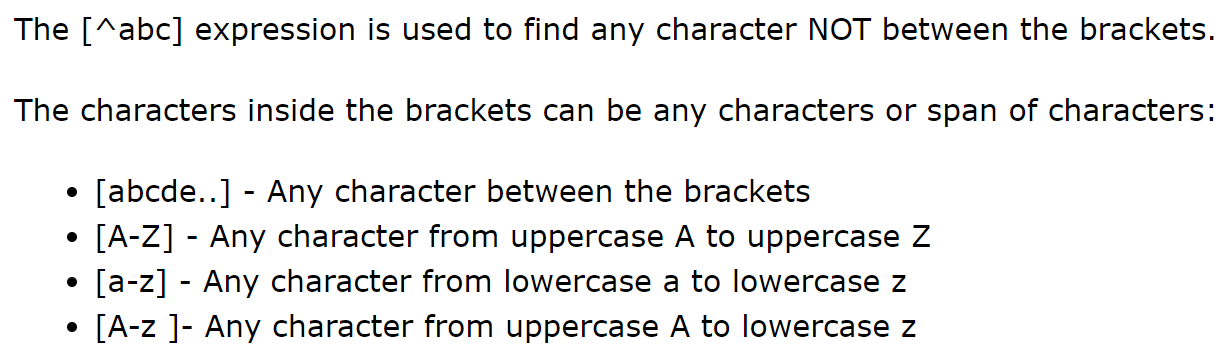 The [^abc] expression is used to find any character NOT between the brackets.
The characters inside the brackets can be any characters or span of characters:
• [abcde..] - Any character between the brackets
• [A-Z] - Any character from uppercase A to uppercase Z
• [a-z] - Any character from lowercase a to lowercase z
• [A-z ]- Any character from uppercase A to lowercase z